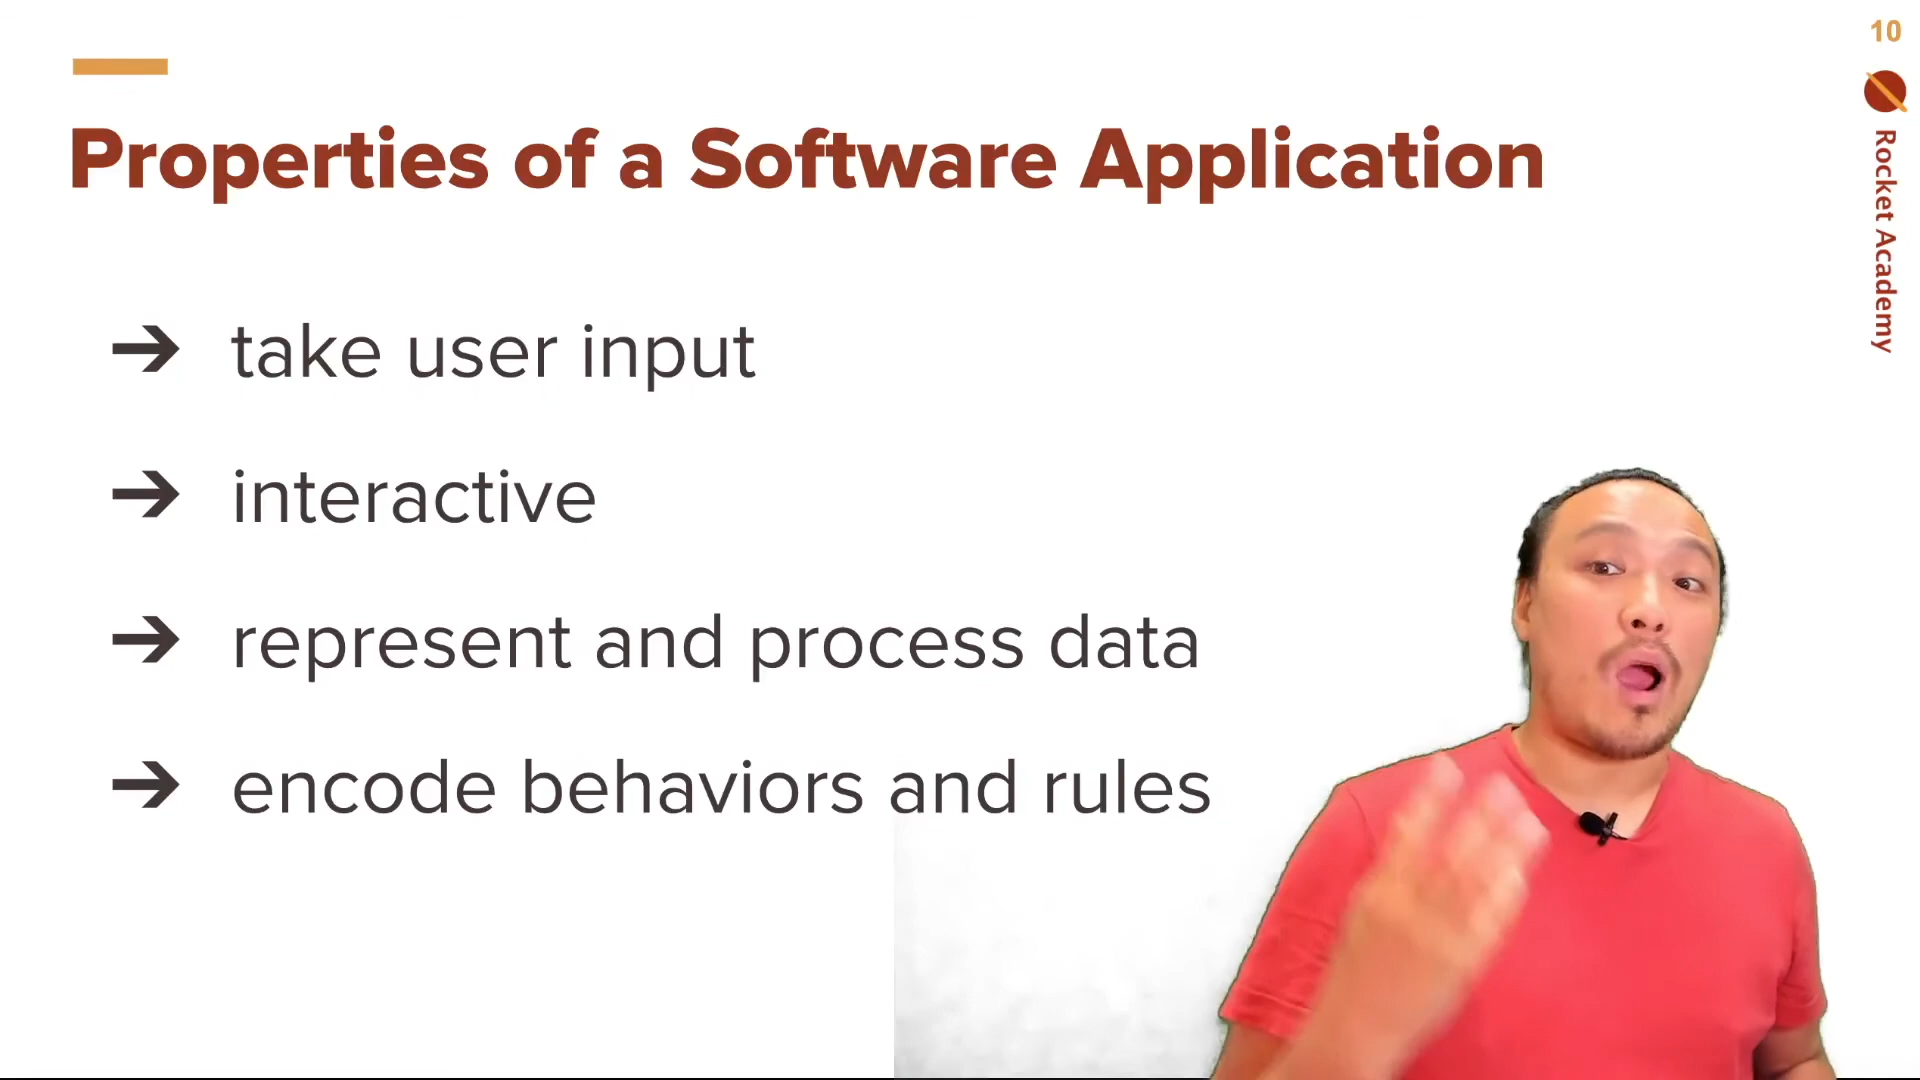 10
Rocket Academy
Properties of a Software Application
➔ take user input
➔ interactive
➔ represent and process data
➔ encode behaviors and rules